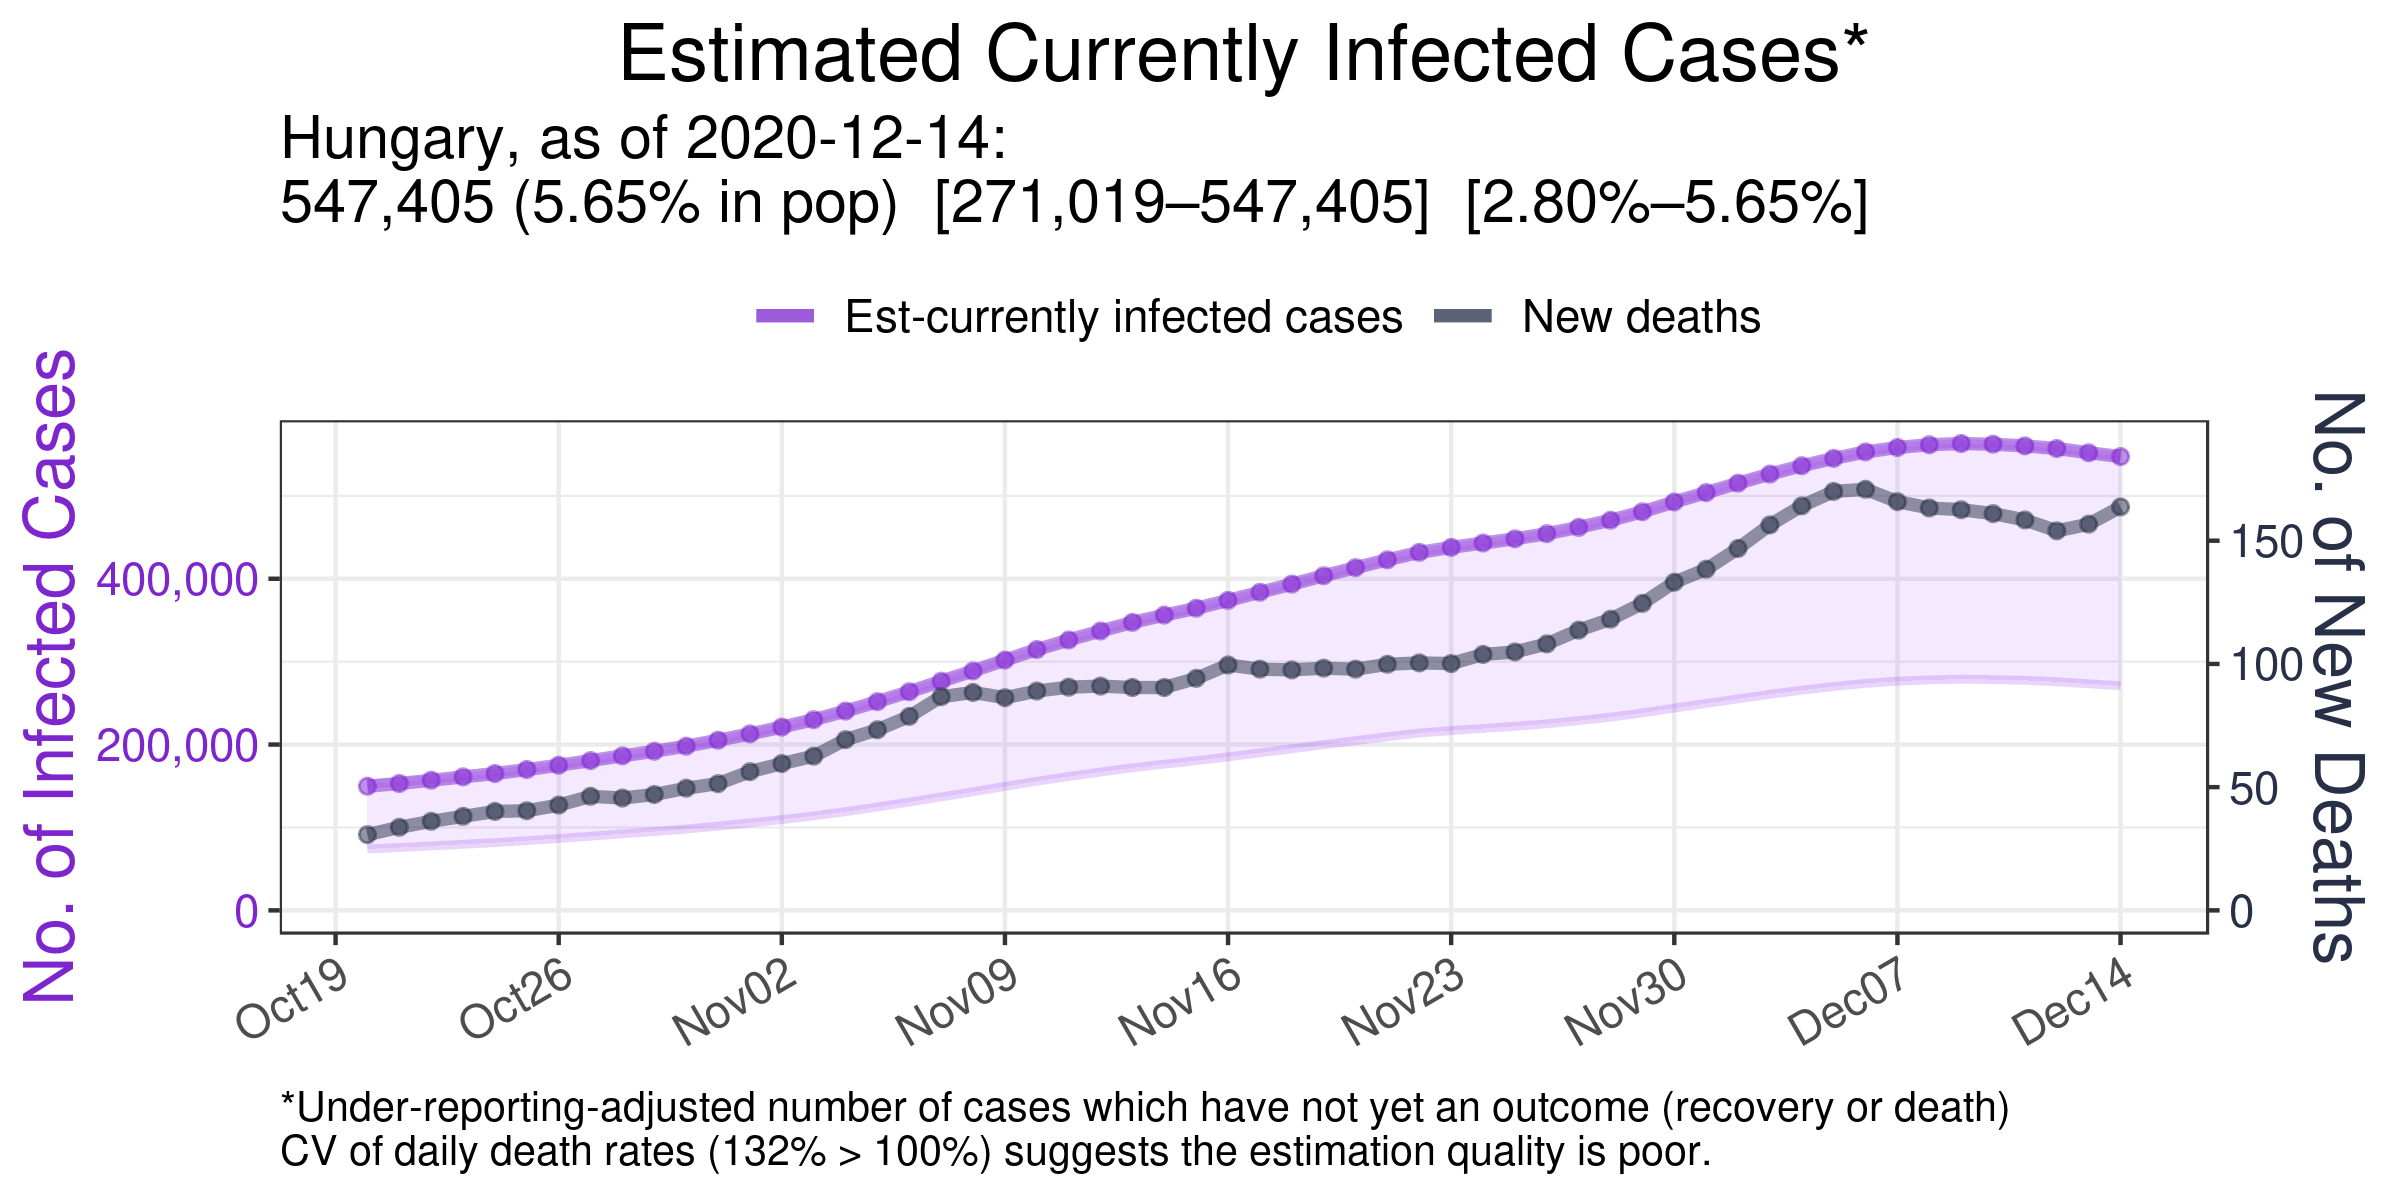 Estimated Currently Infected Cases*
Hungary, as of 2020-12-14:
547,405 (5.65% in pop)  [271,019–547,405]  [2.80%–5.65%]
Est-currently infected cases
New deaths
No. of Infected Cases
400,000
200,000
0
150
100
50
0
No. of New Deaths
Oct19
Oct26
Nov02
Nov09
Nov16
Nov23
Nov30
Dec07
Dec14
*Under-reporting-adjusted number of cases which have not yet an outcome (recovery or death)
CV of daily death rates (132% > 100%) suggests the estimation quality is poor.